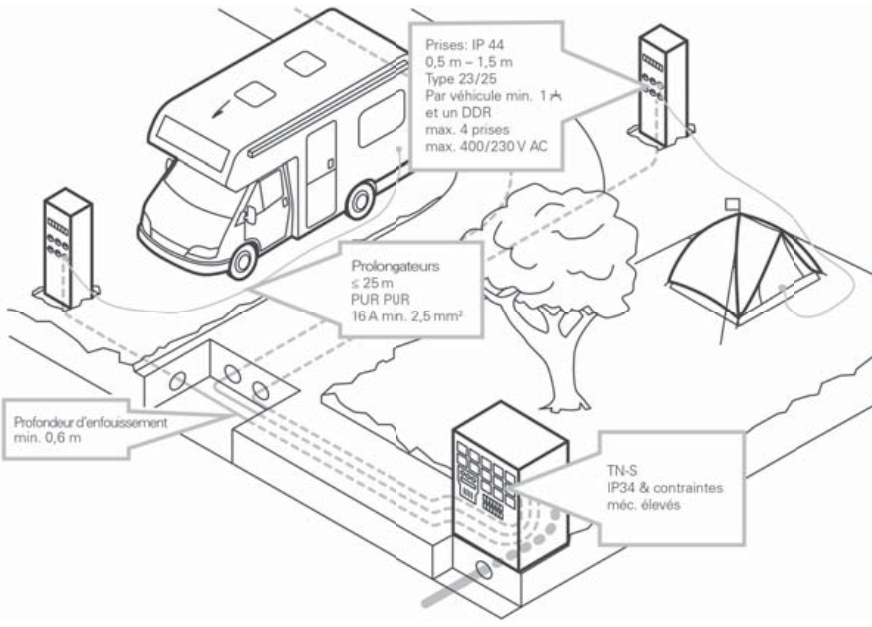 Prises: IP 44
0,5 m – 1,5 m
Type 23/25
Par véhicule min. 1
et un DDR
max. 4 prises
max. 400/230 V AC
Prolongateurs
≤ 25 m
PUR PUR
16 A min. 2,5 mm²
Profondeur d'enfouissement
min. 0,6 m
TN-S
IP34 & contraintes
méc. élevés